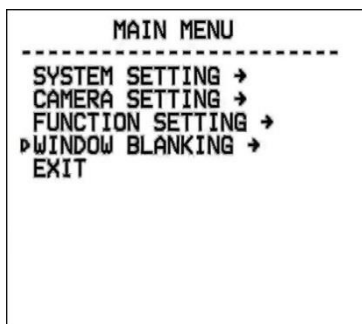 MAIN MENU
SYSTEM SETTING →
CAMERA SETTING →
FUNCTION SETTING →
WINDOW BLANKING →
EXIT